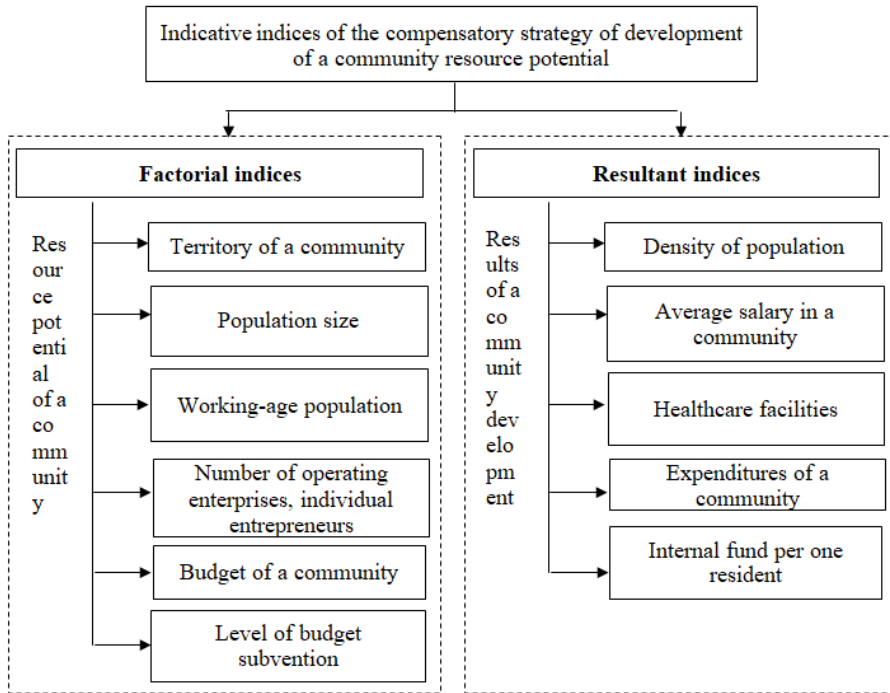 Indicative indices of the compensatory strategy of development
of a community resource potential
Factorial indices
Res
our
ce
pot
enti
al
of a
co
mm
unit
y
Territory of a community
Population size
Working-age population
Number of operating
enterprises, individual
entrepreneurs
Budget of a community
Level of budget
subvention
Resultant indices
Res
ults
of a
co
mm
unit
y
dev
elo
pm
ent
Density of population
Average salary in a
community
Healthcare facilities
Expenditures of a
community
Internal fund per one
resident